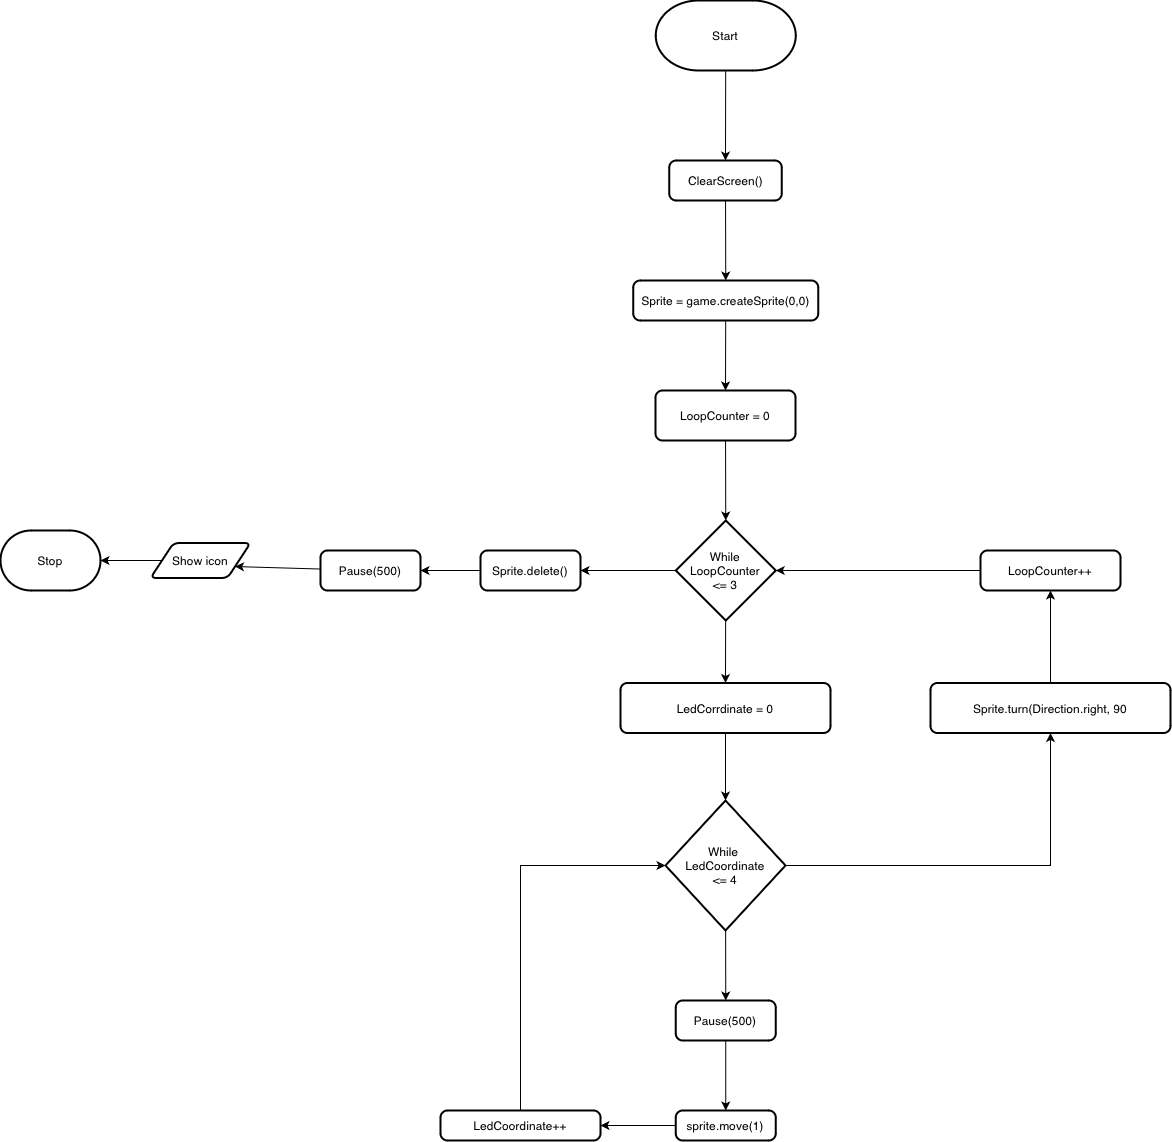 Start
ClearScreen()
Sprite = game.createSprite(0,0)
LoopCounter = 0
While
LoopCounter
<= 3
Stop
Show icon
Pause(500)
Sprite.delete()
LoopCounter++
LedCorrdinate = 0
Sprite.turn(Direction.right, 90
While
LedCoordinate
<= 4
Pause(500)
LedCoordinate++
sprite.move(1)